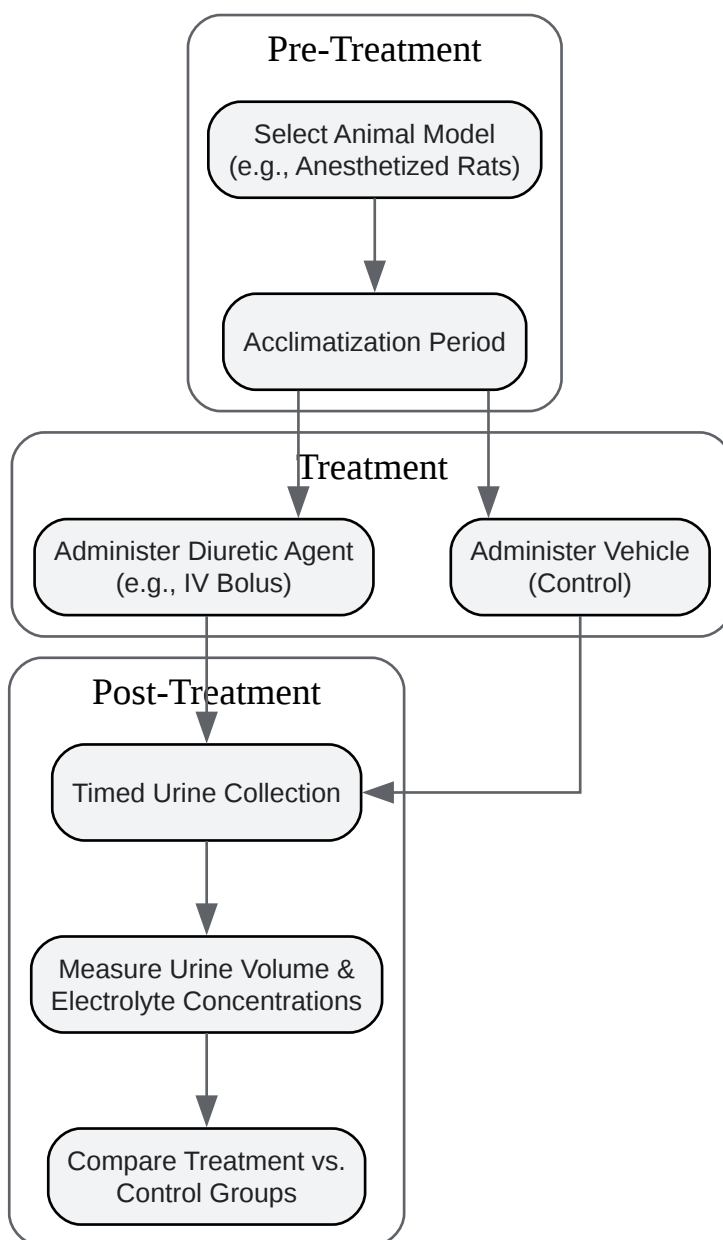 Pre-Treatment
Select Animal Model
(e.g., Anesthetized Rats)
Acclimatization Period
Treatment
Administer Diuretic Agent
(e.g., IV Bolus)
Administer Vehicle
(Control)
Post-Treatment
Timed Urine Collection
Measure Urine Volume &
Electrolyte Concentrations
Compare Treatment vs.
Control Groups